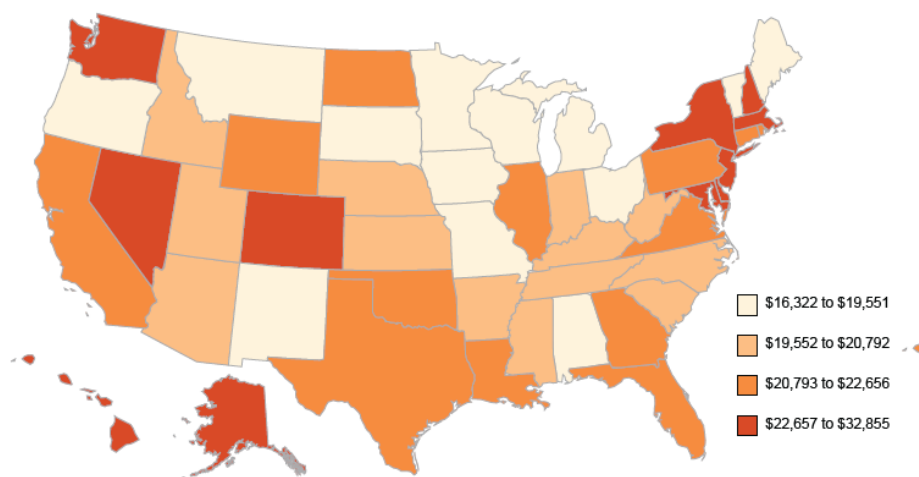 $16,322 to $19,551
$19,552 to $20,792
$20,793 to $22,656
$22,657 to $32,855